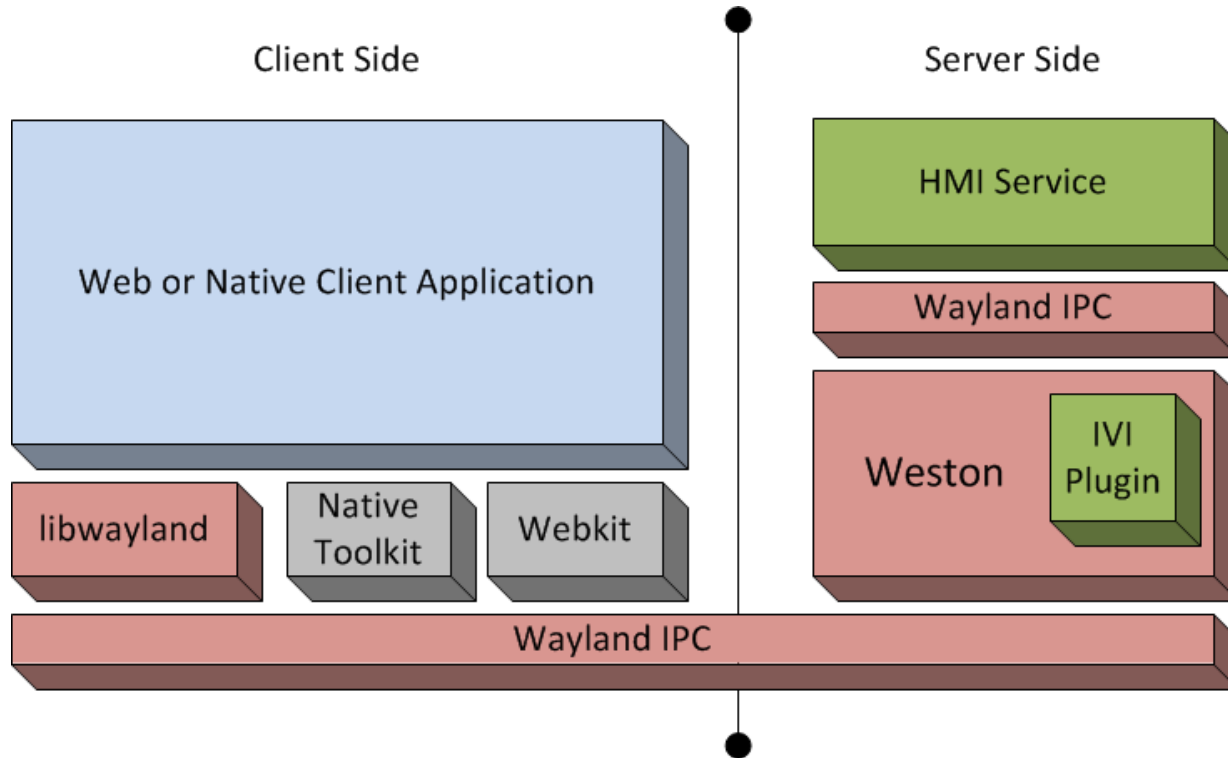 Client Side
Server Side
Web or Native Client Application
HMI Service
Wayland IPC
Weston
IVI
Plugin
libwayland
Native
Toolkit
Webkit
Wayland IPC